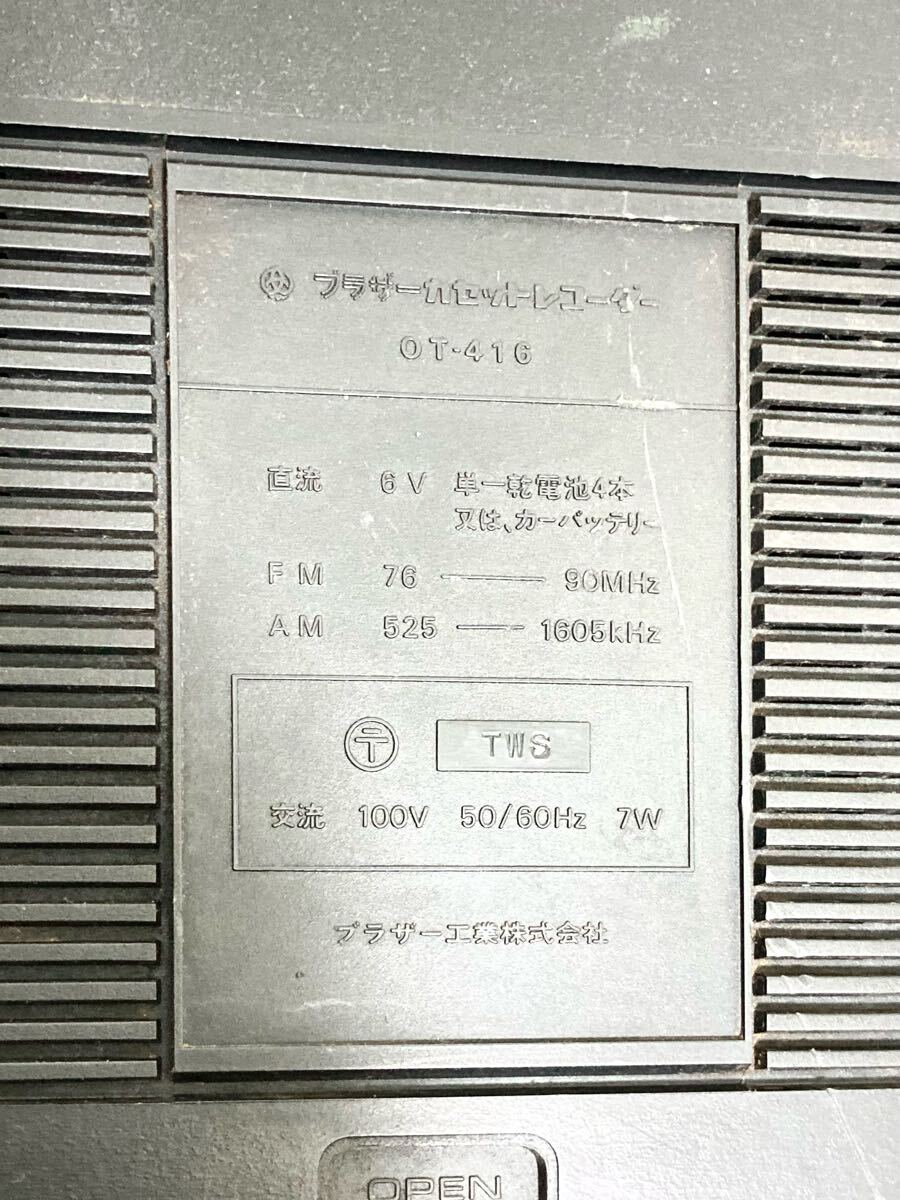 ブラザーカセットレコーダー
OT-416
直流 6V 単一乾電池4本
又は、カーバッテリー
FM 76 — 90MHz
AM 525 — 1605kHz
〒 TWS
交流 100V 50/60Hz 7W
ブラザー工業株式会社
OPEN